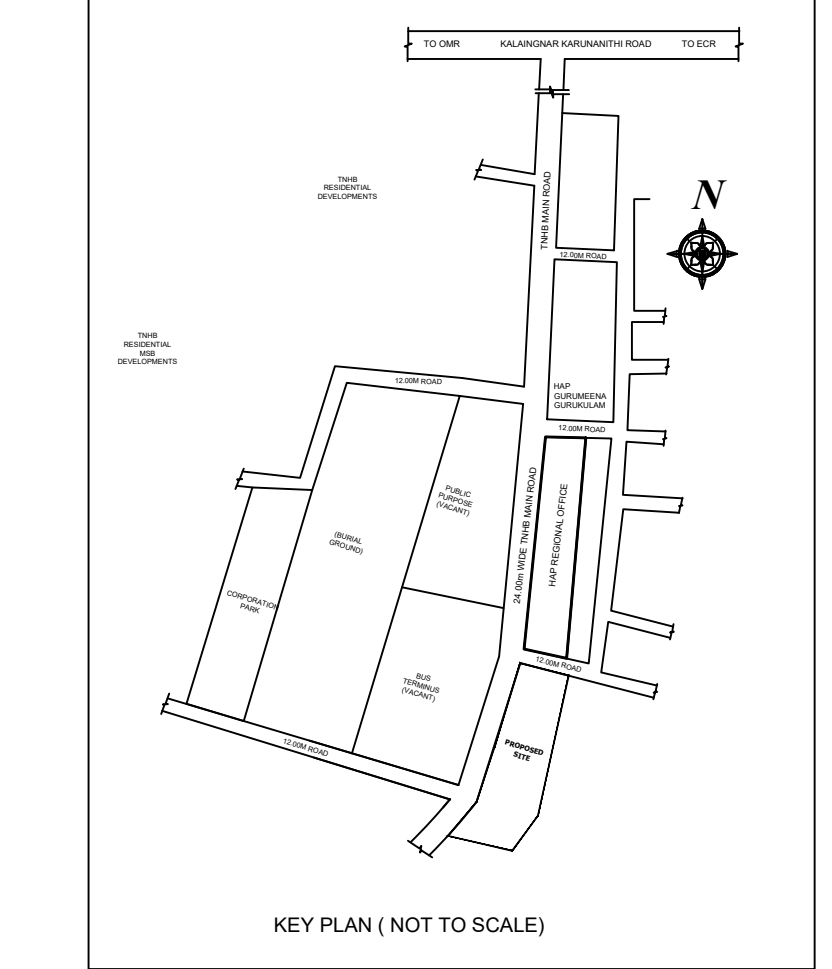 TO OMR KALAINGNAR KARUNANITHI ROAD TO ECR
TNHB
RESIDENTIAL
DEVELOPMENTS
TNHB MAIN ROAD
N
12.00M ROAD
TNHB
RESIDENTIAL
MSB
DEVELOPMENTS
12.00M ROAD
HAP
GURUMEENA
GURUKULAM
12.00M ROAD
PUBLIC
PURPOSE
(VACANT)
24.00m WIDE TNHB MAIN ROAD
HAP REGIONAL OFFICE
(BURIAL
GROUND)
CORPORATION
PARK
12.00M ROAD
BUS
TERMINUS
(VACANT)
PROPOSED
SITE
12.00M ROAD
KEY PLAN ( NOT TO SCALE)